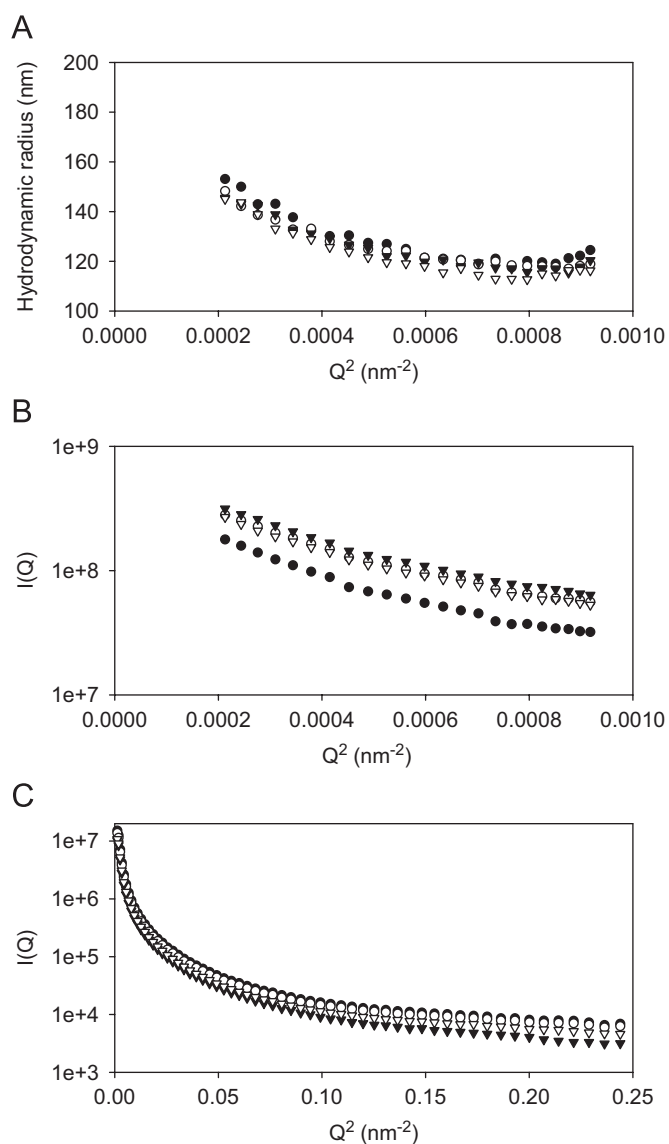 A
Hydrodynamic radius (nm)
200
180
160
140
120
100
0.0000 0.0002 0.0004 0.0006 0.0008 0.0010
Q² (nm⁻²)
B
I(Q)
1e+9
1e+8
1e+7
0.0000 0.0002 0.0004 0.0006 0.0008 0.0010
Q² (nm⁻²)
C
I(Q)
1e+7
1e+6
1e+5
1e+4
1e+3
0.00 0.05 0.10 0.15 0.20 0.25
Q² (nm⁻²)